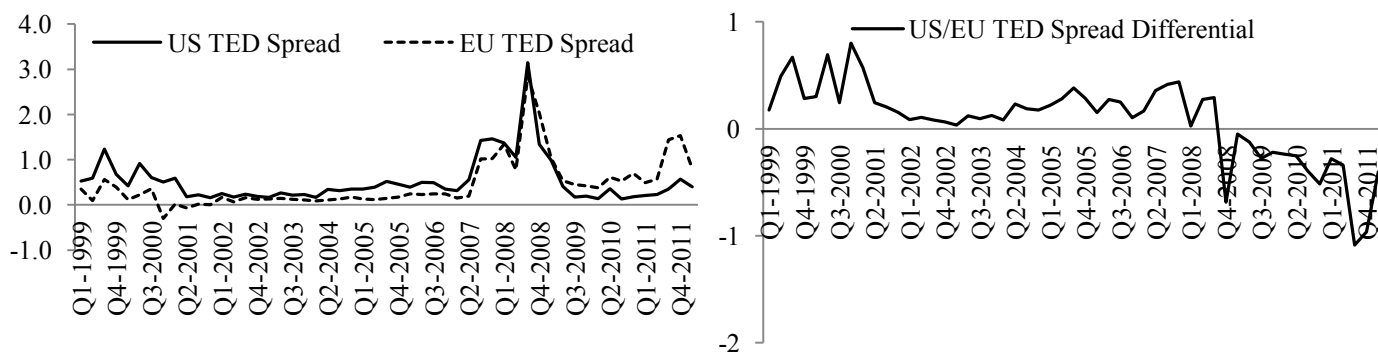 4.0
US TED Spread
EU TED Spread
3.0
2.0
1.0
0.0
-1.0
Q1-1999
Q4-1999
Q3-2000
Q2-2001
Q1-2002
Q4-2002
Q3-2003
Q2-2004
Q1-2005
Q4-2005
Q3-2006
Q2-2007
Q1-2008
Q4-2008
Q3-2009
Q2-2010
Q1-2011
Q4-2011
1
US/EU TED Spread Differential
0
-1
-2
Q1-1999
Q4-1999
Q3-2000
Q2-2001
Q1-2002
Q4-2002
Q3-2003
Q2-2004
Q1-2005
Q4-2005
Q3-2006
Q2-2007
Q1-2008
Q4-2008
Q3-2009
Q2-2010
Q1-2011
Q4-2011